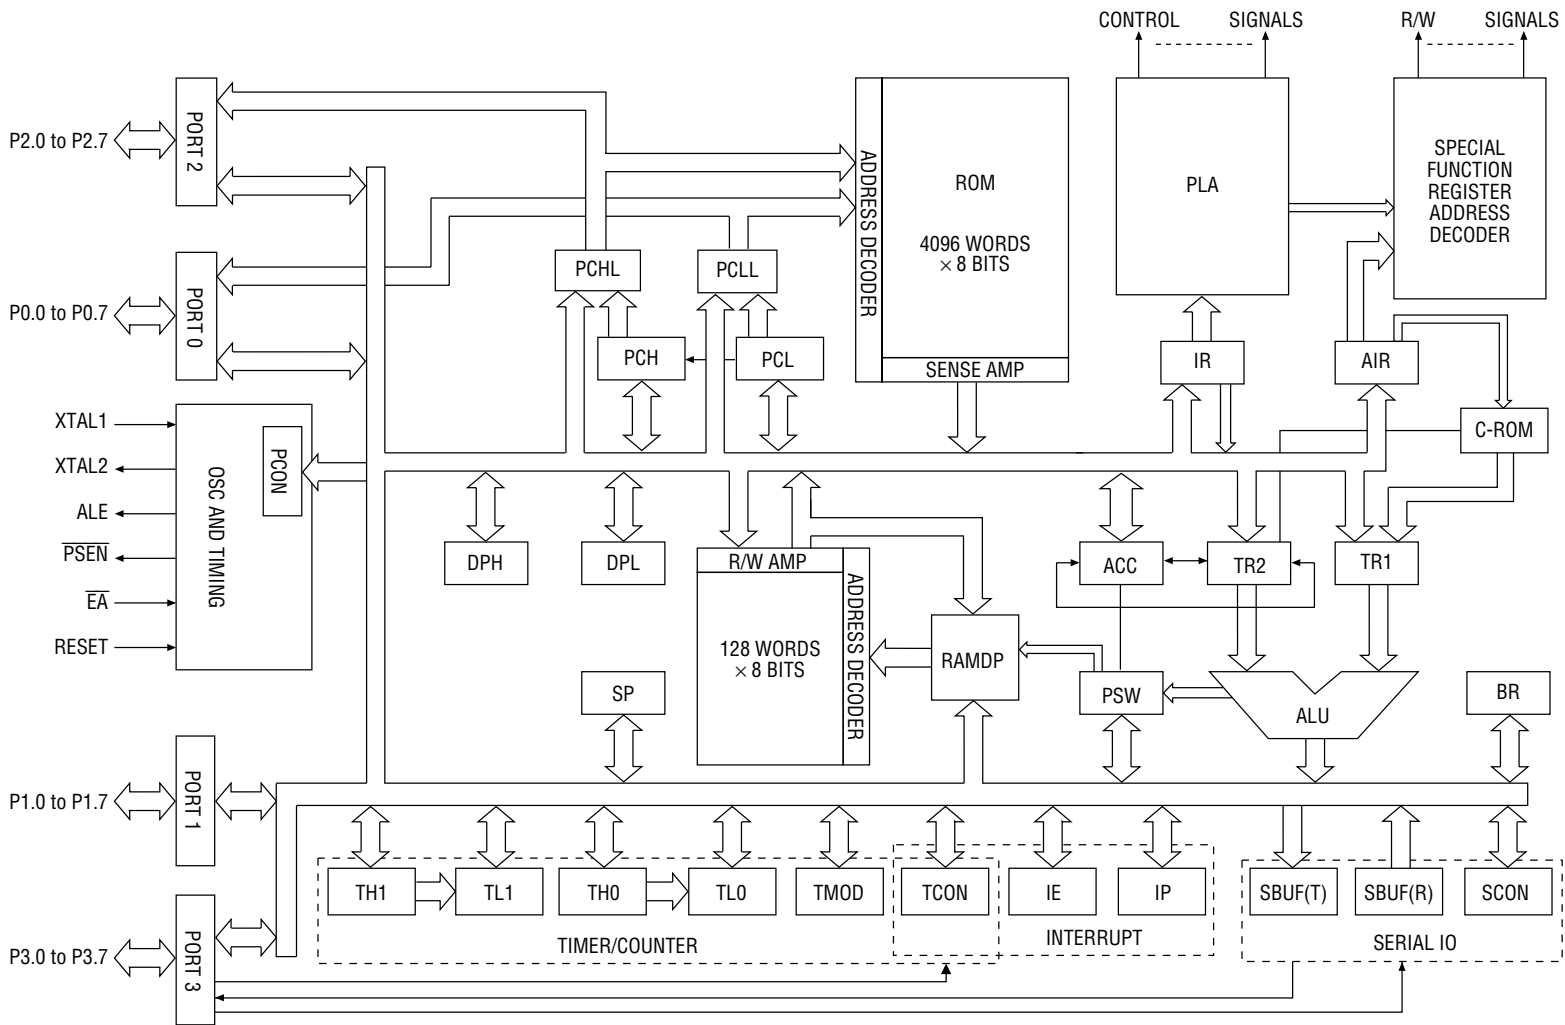 CONTROL SIGNALS
R/W SIGNALS
P2.0 to P2.7
PORT 2
P0.0 to P0.7
PORT 0
ADDRESS DECODER
ROM
4096 WORDS
× 8 BITS
SENSE AMP
PLA
SPECIAL
FUNCTION
REGISTER
ADDRESS
DECODER
PCHL
PCLL
PCH
PCL
IR
AIR
C-ROM
XTAL1
XTAL2
ALE
PSEN
EA
RESET
OSC AND TIMING
PCON
DPH
DPL
R/W AMP
128 WORDS
× 8 BITS
ADDRESS DECODER
RAMDP
ACC
TR2
TR1
SP
PSW
ALU
BR
P1.0 to P1.7
PORT 1
P3.0 to P3.7
PORT 3
TH1
TL1
TH0
TL0
TMOD
TCON
IE
IP
SBUF(T)
SBUF(R)
SCON
TIMER/COUNTER
INTERRUPT
SERIAL IO